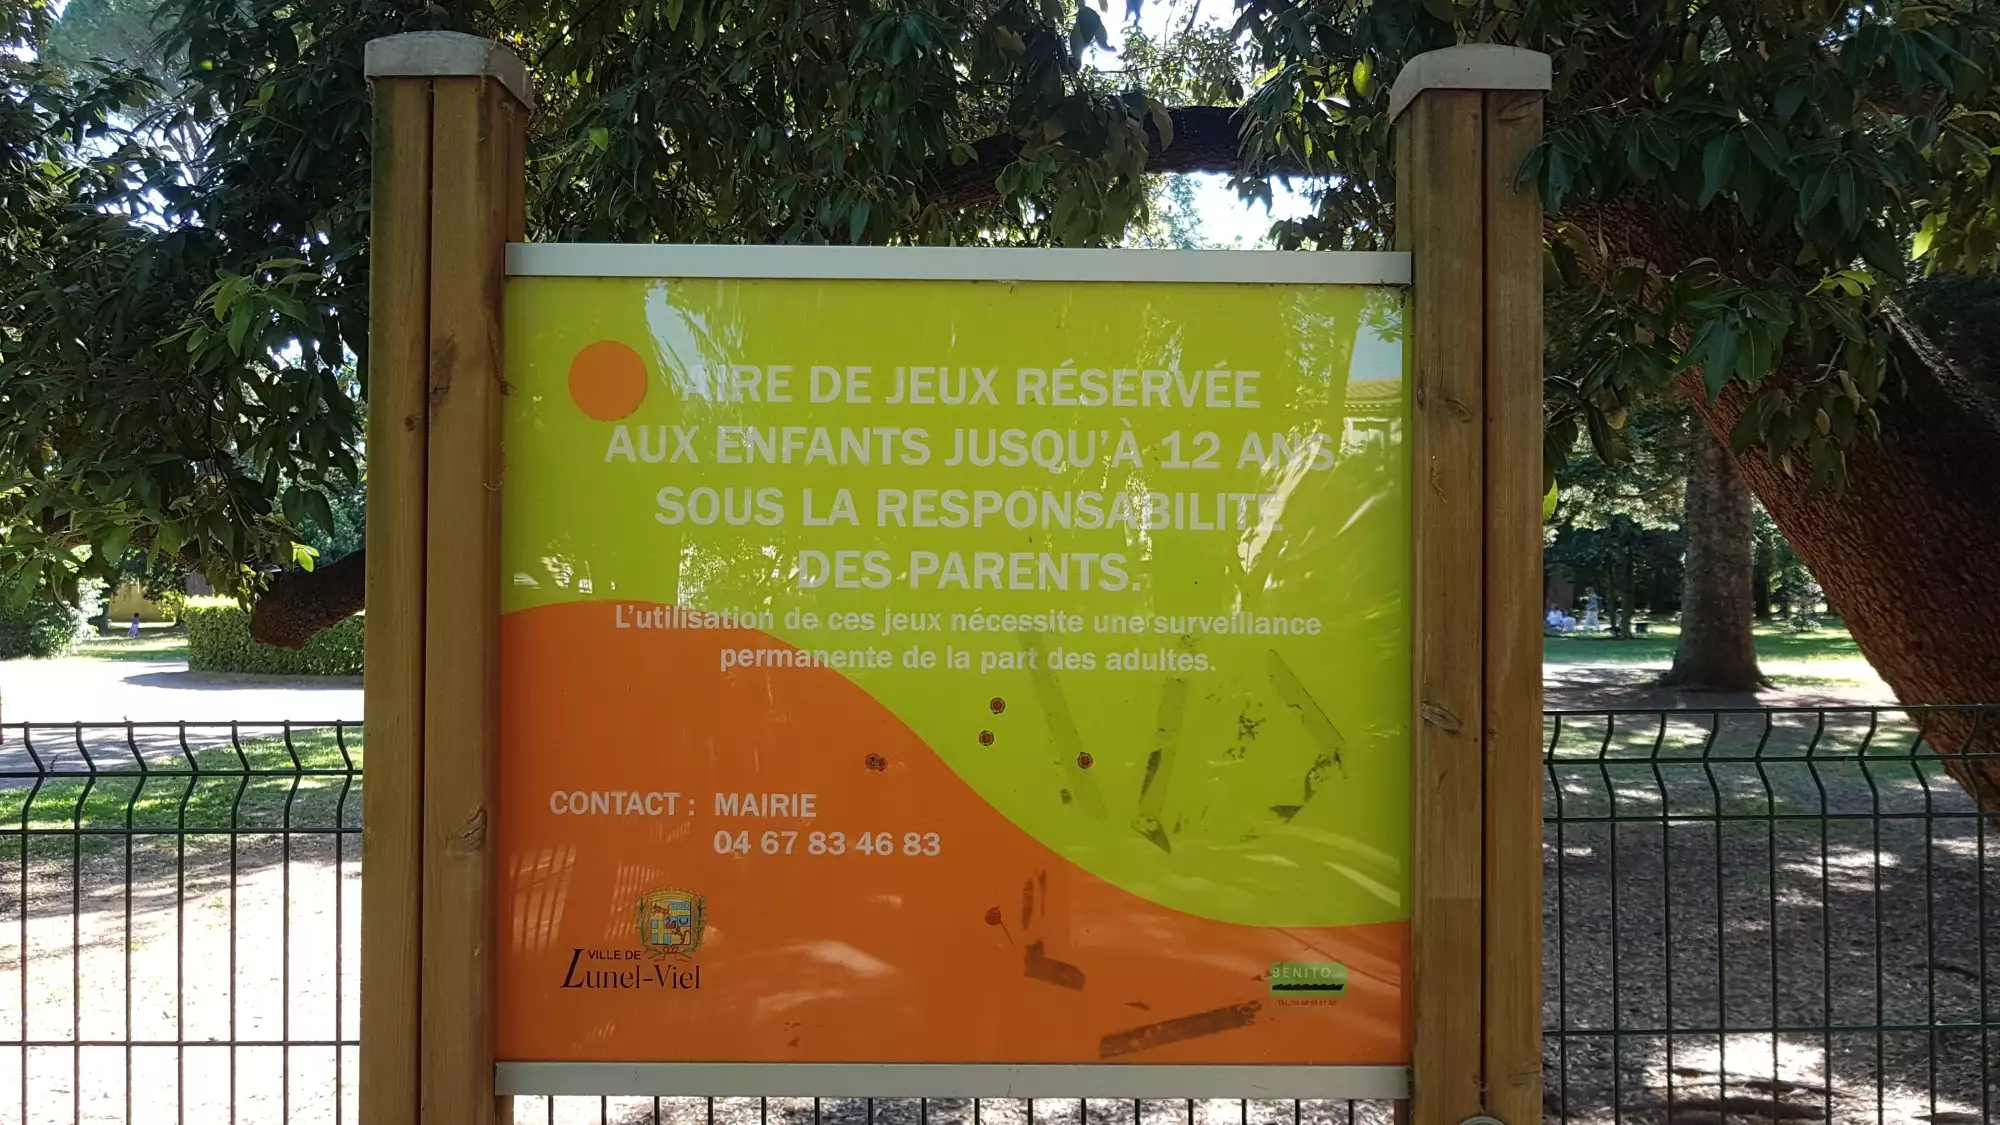 AIRE DE JEUX RÉSERVÉE
AUX ENFANTS JUSQU'À 12 ANS
SOUS LA RESPONSABILITÉ
DES PARENTS.
L'utilisation de ces jeux nécessite une surveillance
permanente de la part des adultes.
CONTACT : MAIRIE
04 67 83 46 83
VILLE DE
Lunel-Viel
BENITO